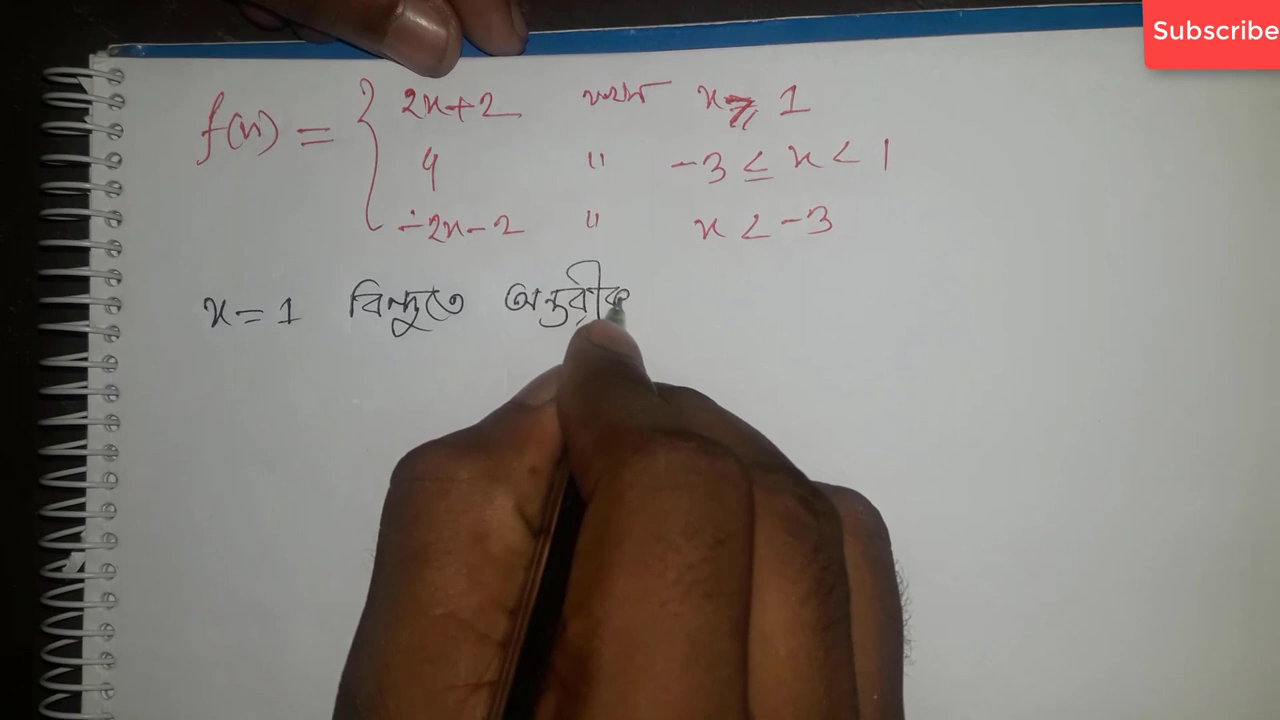 Subscribe
f(x) = { 2x+2 যখন x ≥ 1
4 " -3 ≤ x < 1
-2x-2 " x < -3
x = 1 বিন্দুতে অন্তরীক